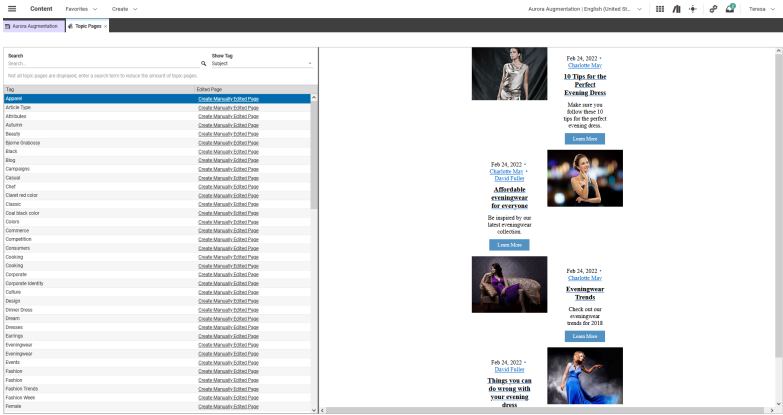 Content Favorites Create Aurora Augmentation | English (United St... Teresa
Aurora Augmentation Topic Pages ×
Search Show Tag
Search... Subject
Not all topic pages are displayed, enter a search term to reduce the amount of topic pages.
Tag Edited Page
Apparel Create Manually Edited Page
Article Type Create Manually Edited Page
Attributes Create Manually Edited Page
Autumn Create Manually Edited Page
Beauty Create Manually Edited Page
Bjorne Grabossy Create Manually Edited Page
Black Create Manually Edited Page
Blog Create Manually Edited Page
Campaigns Create Manually Edited Page
Casual Create Manually Edited Page
Chef Create Manually Edited Page
Claret red color Create Manually Edited Page
Classic Create Manually Edited Page
Coal black color Create Manually Edited Page
Colors Create Manually Edited Page
Commerce Create Manually Edited Page
Competition Create Manually Edited Page
Consumers Create Manually Edited Page
Cooking Create Manually Edited Page
Cooking Create Manually Edited Page
Corporate Create Manually Edited Page
Corporate Identity Create Manually Edited Page
Culture Create Manually Edited Page
Design Create Manually Edited Page
Dinner Dress Create Manually Edited Page
Dream Create Manually Edited Page
Dresses Create Manually Edited Page
Earrings Create Manually Edited Page
Eveningwear Create Manually Edited Page
Eveningwear Create Manually Edited Page
Events Create Manually Edited Page
Fashion Create Manually Edited Page
Fashion Create Manually Edited Page
Fashion Trends Create Manually Edited Page
Fashion Week Create Manually Edited Page
Female Create Manually Edited Page
Feb 24, 2022 •
Charlotte May
10 Tips for the
Perfect
Evening Dress
Make sure you
follow these 10
tips for the perfect
evening dress.
Learn More
Feb 24, 2022 •
Charlotte May •
David Fuller
Affordable
eveningwear
for everyone
Be inspired by our
latest eveningwear
collection.
Learn More
Feb 24, 2022 •
Charlotte May
Eveningwear
Trends
Check out our
eveningwear
trends for 2018.
Learn More
Feb 24, 2022 •
David Fuller
Things you can
do wrong with
your evening
dress